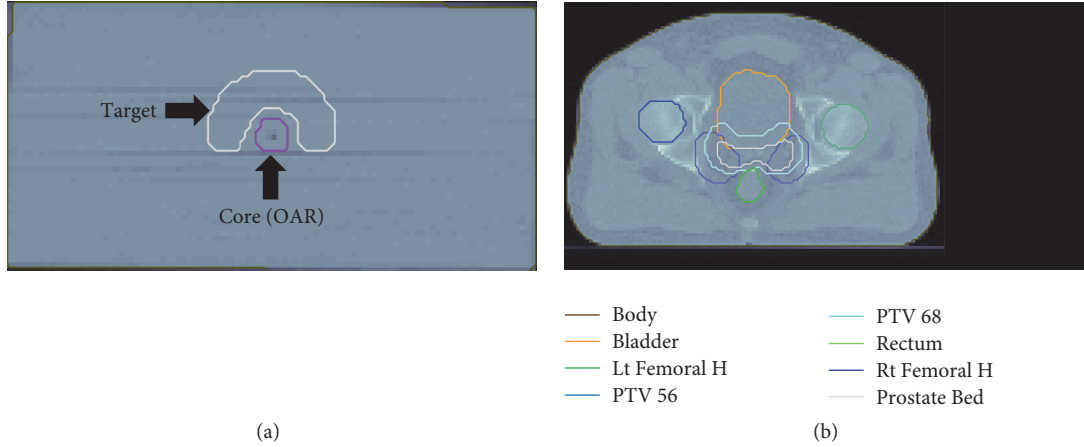 Target
Core (OAR)
Body
Bladder
Lt Femoral H
PTV 56
PTV 68
Rectum
Rt Femoral H
Prostate Bed
(a)
(b)